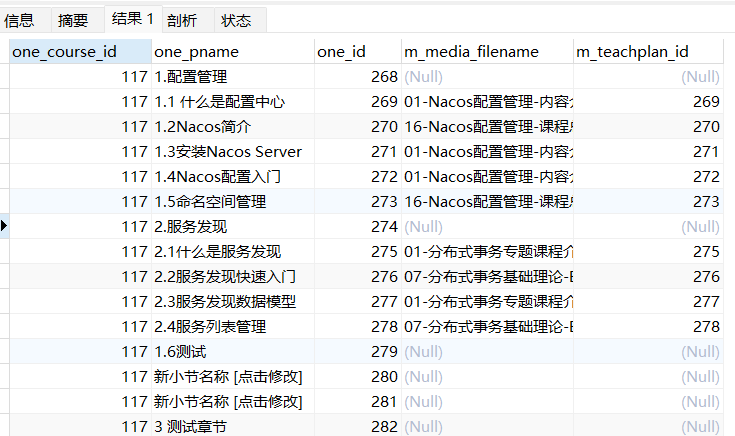 信息 摘要 结果 1 剖析 状态
one_course_id one_pname one_id m_media_filename m_teachplan_id
117 1.配置管理 268 (Null) (Null)
117 1.1 什么是配置中心 269 01-Nacos配置管理-内容 269
117 1.2Nacos简介 270 16-Nacos配置管理-课程 270
117 1.3安装Nacos Server 271 01-Nacos配置管理-内容 271
117 1.4Nacos配置入门 272 01-Nacos配置管理-内容 272
117 1.5命名空间管理 273 16-Nacos配置管理-课程 273
117 2.服务发现 274 (Null) (Null)
117 2.1什么是服务发现 275 01-分布式事务专题课程 275
117 2.2服务发现快速入门 276 07-分布式事务基础理论- 276
117 2.3服务发现数据模型 277 01-分布式事务专题课程 277
117 2.4服务列表管理 278 07-分布式事务基础理论- 278
117 1.6测试 279 (Null) (Null)
117 新小节名称 [点击修改] 280 (Null) (Null)
117 新小节名称 [点击修改] 281 (Null) (Null)
117 3 测试章节 282 (Null) (Null)